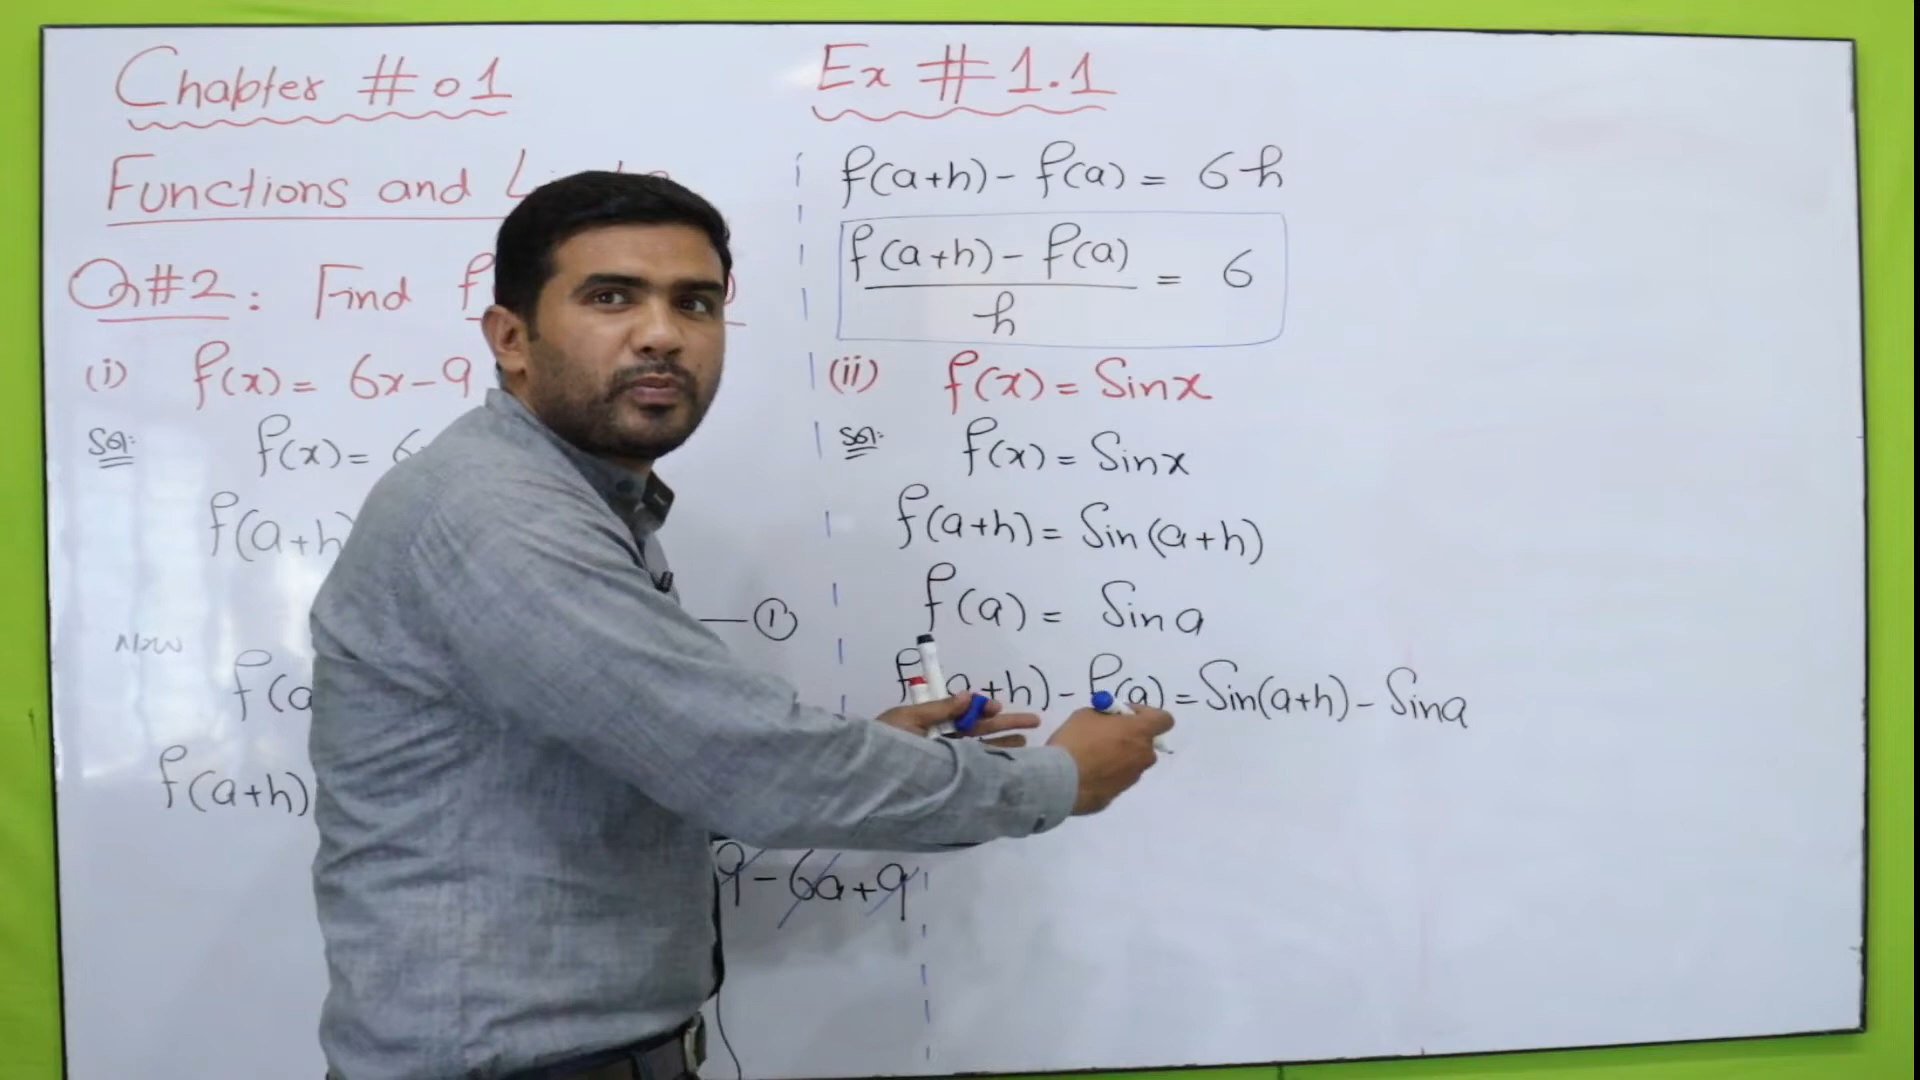 Chapter # 01
Ex # 1.1
Functions and
Q#2: Find f
(i) f(x) = 6x-9
Sol: f(x) = 6
f(a+h)
1
Now
f(a
f(a+h)
9-6a+9
f(a+h) - f(a) = 6h
f(a+h) - f(a)
= 6
h
(ii) f(x) = Sinx
Sol: f(x) = Sinx
f(a+h) = Sin(a+h)
f(a) = Sina
f(a+h) - f(a) = Sin(a+h) - Sina